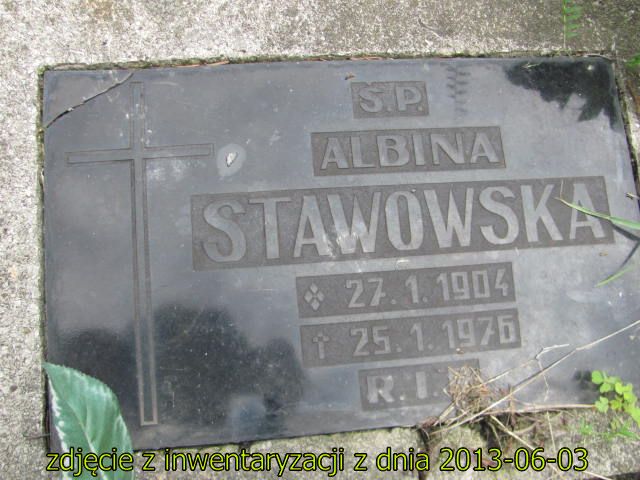 Ś.P.
ALBINA
STAWOWSKA
27.1.1904
✝ 25.1.1976
R.I.
zdjęcie z inwentaryzacji z dnia 2013-06-03